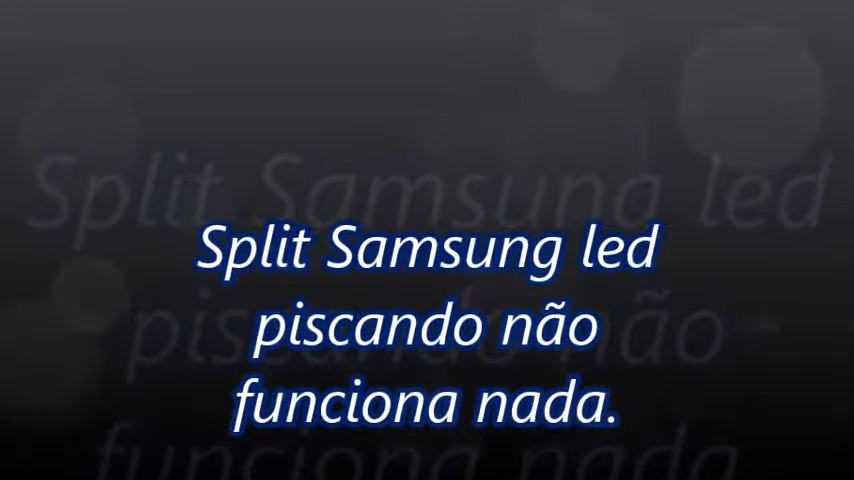 Split Samsung led
piscando não
funciona nada.